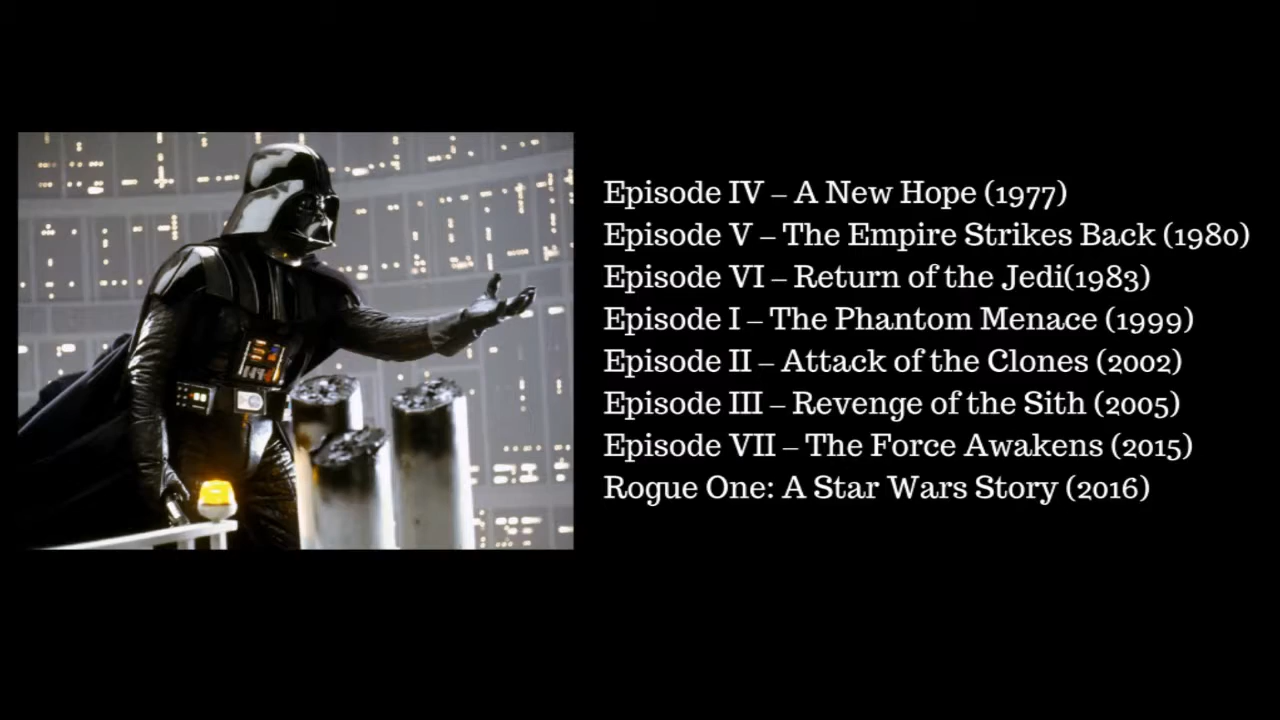 Episode IV – A New Hope (1977)
Episode V – The Empire Strikes Back (1980)
Episode VI – Return of the Jedi(1983)
Episode I – The Phantom Menace (1999)
Episode II – Attack of the Clones (2002)
Episode III – Revenge of the Sith (2005)
Episode VII – The Force Awakens (2015)
Rogue One: A Star Wars Story (2016)